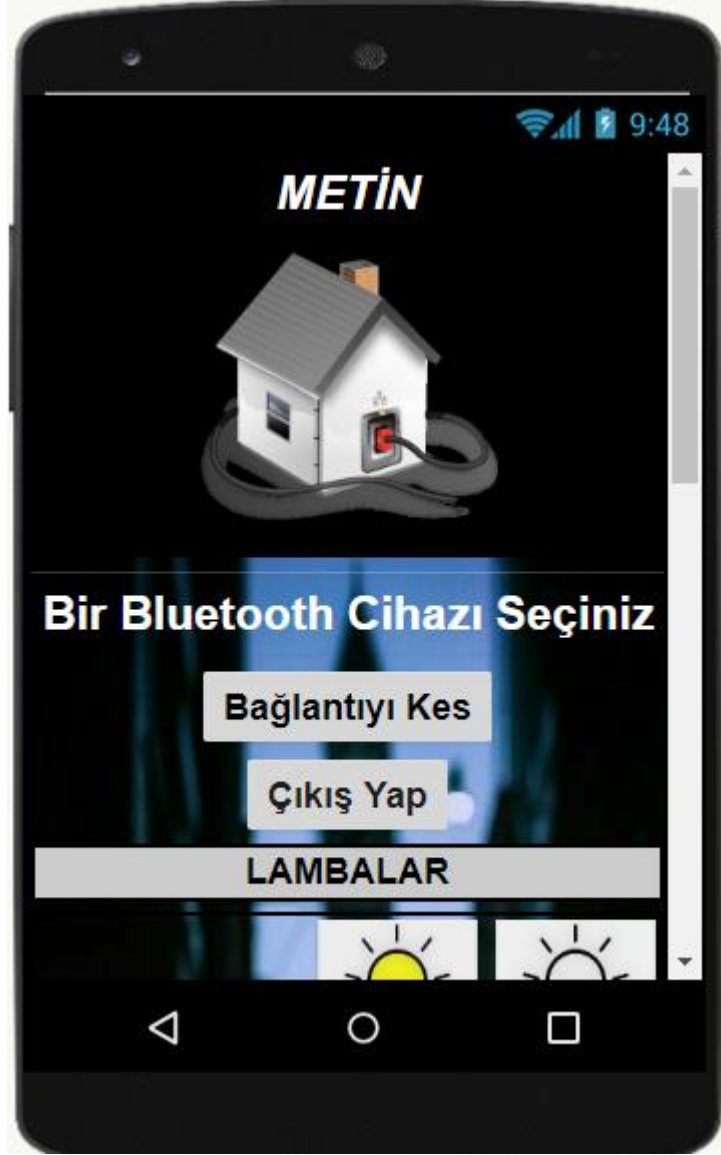 9:48
METİN
Bir Bluetooth Cihazı Seçiniz
Bağlantıyı Kes
Çıkış Yap
LAMBALAR